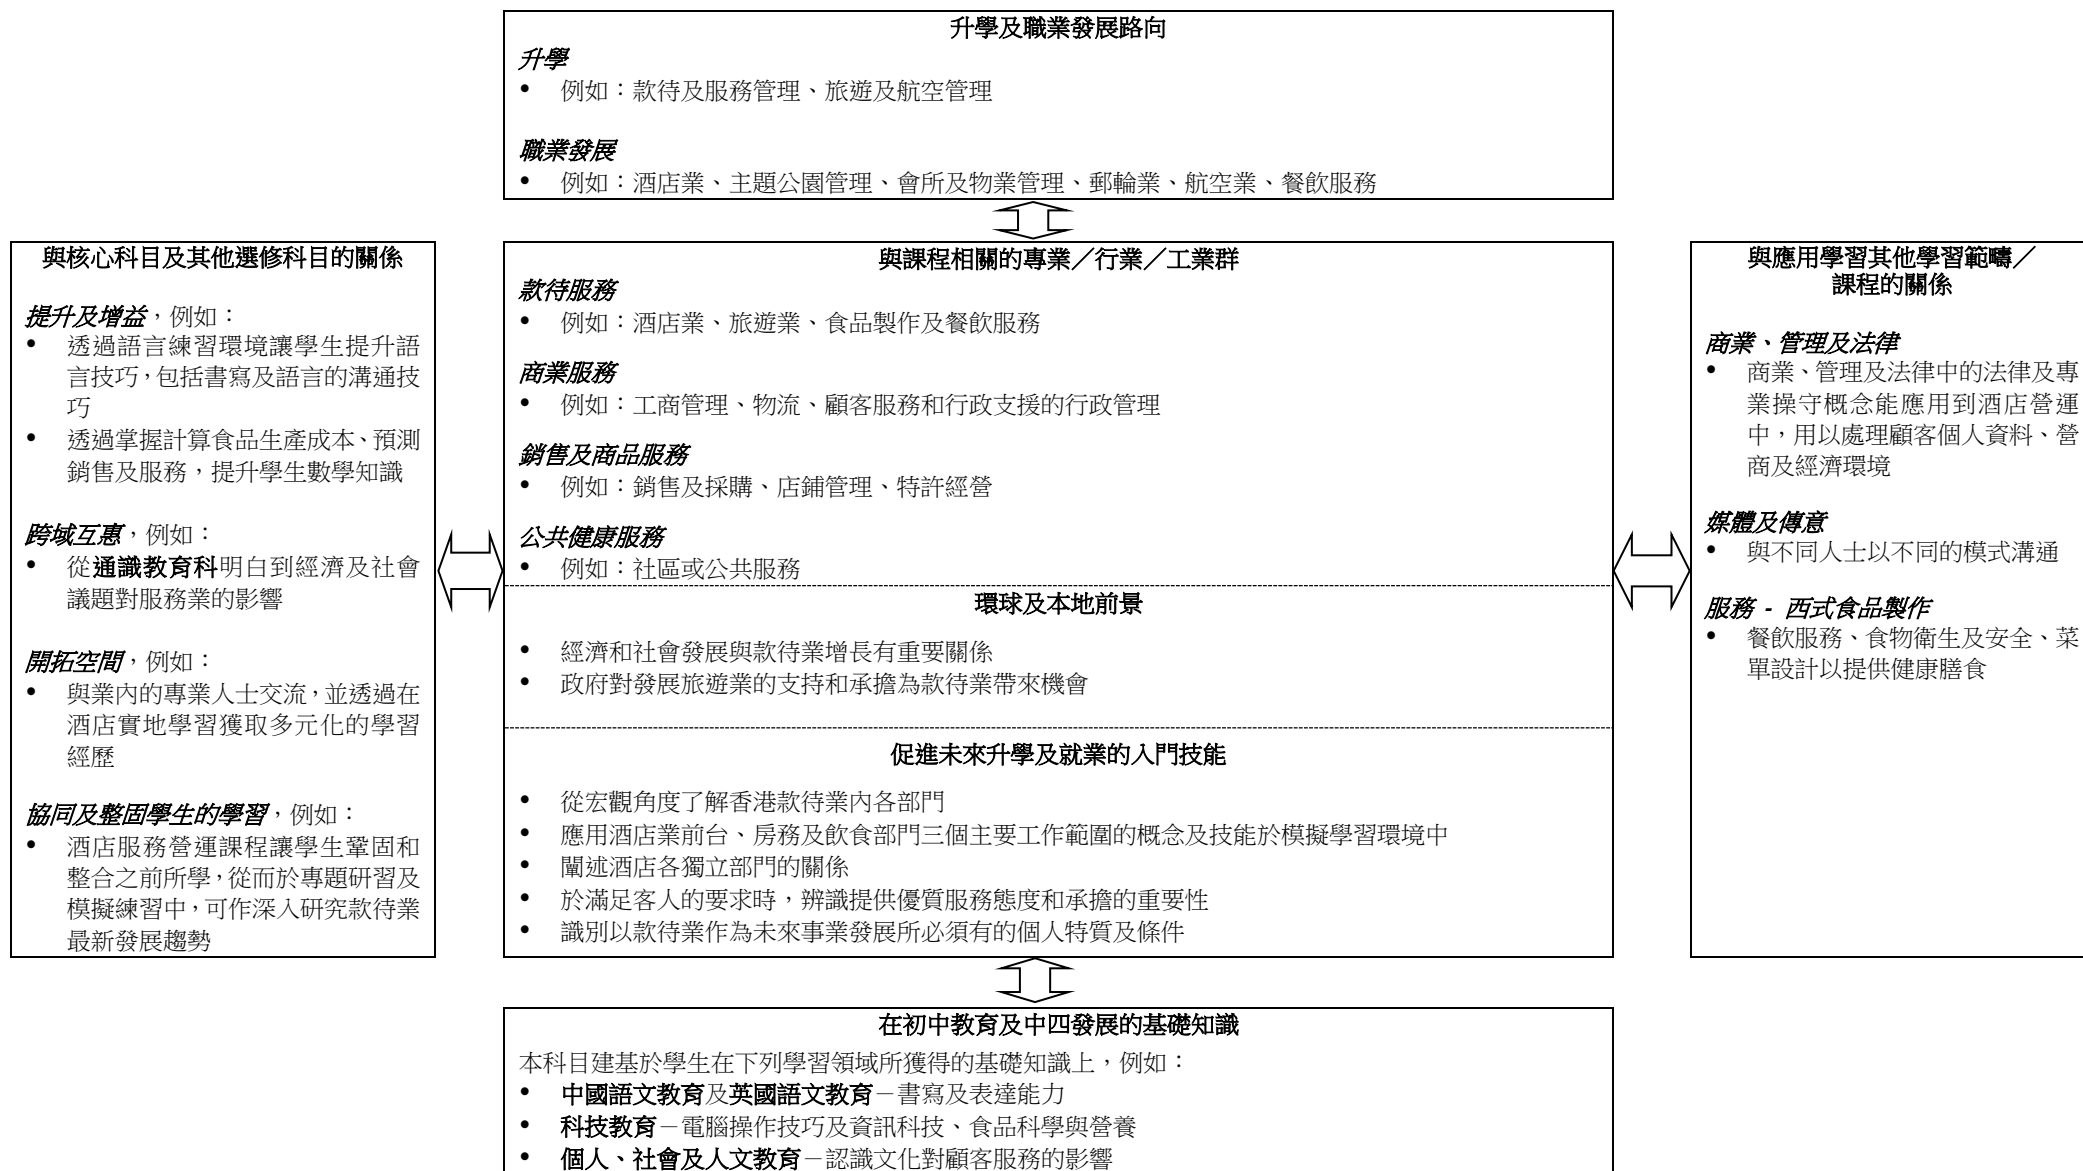 升學及職業發展路向
升學
• 例如：款待及服務管理、旅遊及航空管理
職業發展
• 例如：酒店業、主題公園管理、會所及物業管理、郵輪業、航空業、餐飲服務
與核心科目及其他選修科目的關係
提升及增益，例如：
• 透過語言練習環境讓學生提升語
言技巧，包括書寫及語言的溝通技
巧
• 透過掌握計算食品生產成本、預測
銷售及服務，提升學生數學知識
跨域互惠，例如：
• 從通識教育科明白到經濟及社會
議題對服務業的影響
開拓空間，例如：
• 與業內的專業人士交流，並透過在
酒店實地學習獲取多元化的學習
經歷
協同及整固學生的學習，例如：
• 酒店服務營運課程讓學生鞏固和
整合之前所學，從而於專題研習及
模擬練習中，可作深入研究款待業
最新發展趨勢
與課程相關的專業／行業／工業群
款待服務
• 例如：酒店業、旅遊業、食品製作及餐飲服務
商業服務
• 例如：工商管理、物流、顧客服務和行政支援的行政管理
銷售及商品服務
• 例如：銷售及採購、店鋪管理、特許經營
公共健康服務
• 例如：社區或公共服務
環球及本地前景
• 經濟和社會發展與款待業增長有重要關係
• 政府對發展旅遊業的支持和承擔為款待業帶來機會
促進未來升學及就業的入門技能
• 從宏觀角度了解香港款待業內各部門
• 應用酒店業前台、房務及飲食部門三個主要工作範圍的概念及技能於模擬學習環境中
• 闡述酒店各獨立部門的關係
• 於滿足客人的要求時，辨識提供優質服務態度和承擔的重要性
• 識別以款待業作為未來事業發展所必須有的個人特質及條件
與應用學習其他學習範疇／
課程的關係
商業、管理及法律
• 商業、管理及法律中的法律及專
業操守概念能應用到酒店營運
中，用以處理顧客個人資料、營
商及經濟環境
媒體及傳意
• 與不同人士以不同的模式溝通
服務 - 西式食品製作
• 餐飲服務、食物衛生及安全、菜
單設計以提供健康膳食
在初中教育及中四發展的基礎知識
本科目建基於學生在下列學習領域所獲得的基礎知識上，例如：
• 中國語文教育及英國語文教育－書寫及表達能力
• 科技教育－電腦操作技巧及資訊科技、食品科學與營養
• 個人、社會及人文教育－認識文化對顧客服務的影響